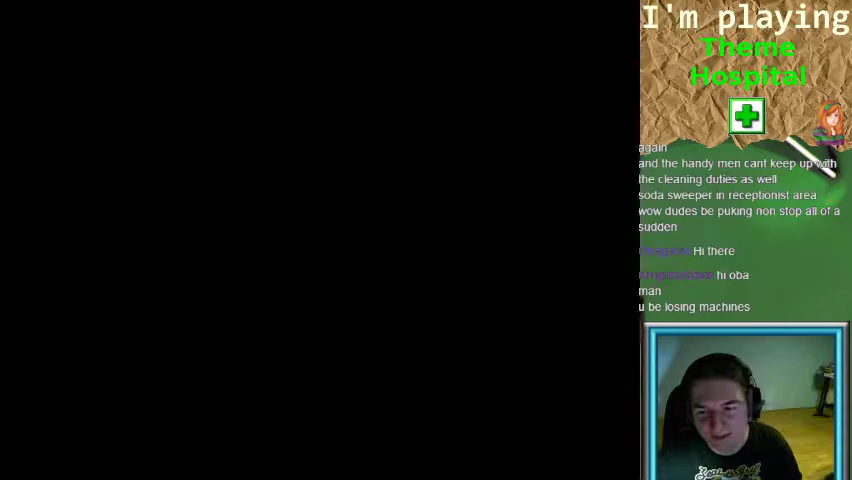 I'm playing
Theme
Hospital
again
and the handy men cant keep up with
the cleaning duties as well
soda sweeper in receptionist area
wow dudes be puking non stop all of a
sudden
Hi there
hi oba
man
u be losing machines